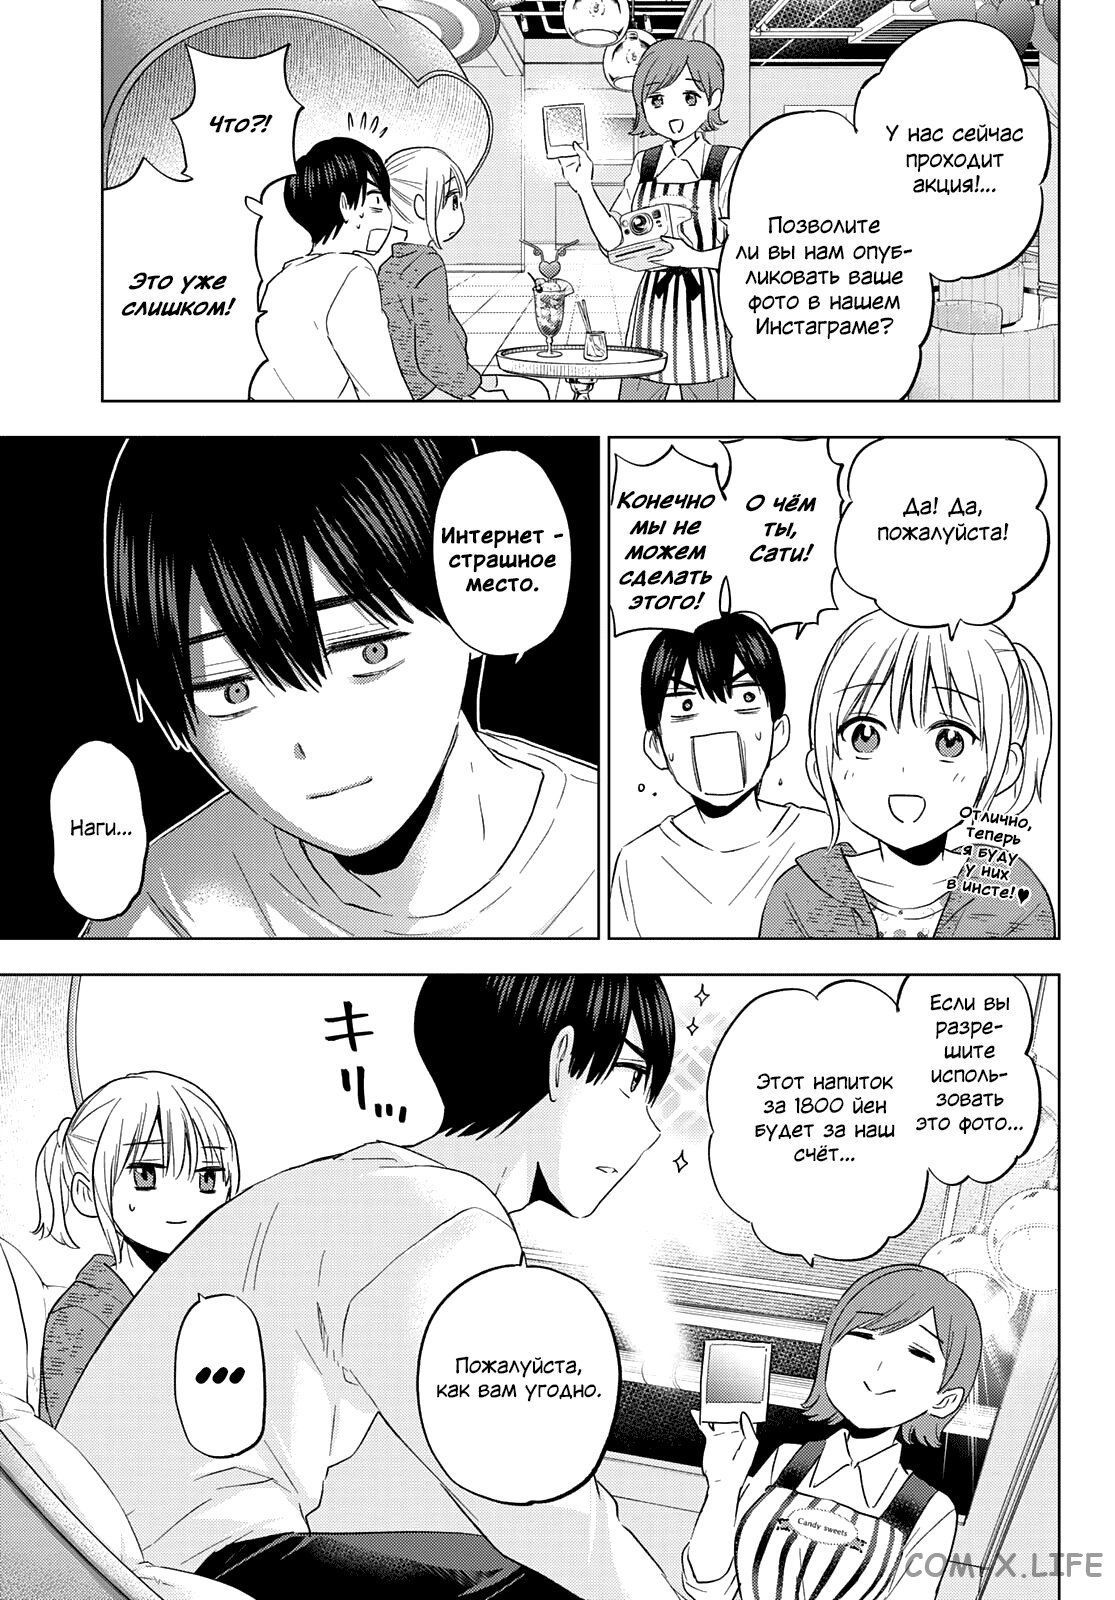 У нас сейчас
проходит
акция!...
Позволите
ли вы нам опуб-
ликовать ваше
фото в нашем
Инстаграме?
Что?!
Это уже
слишком!
Да! Да,
пожалуйста!
О чём
ты,
Сати!
Конечно
мы не
можем
сделать
этого!
Отлично,
теперь
я буду
у них
в инсте!♥
Интернет -
страшное
место.
Наги...
Если вы
разре-
шите
исполь-
зовать
это фото...
Этот напиток
за 1800 йен
будет за наш
счёт...
キリッ
Пожалуйста,
как вам угодно.
...
Candy sweets
COM-X.LIFE